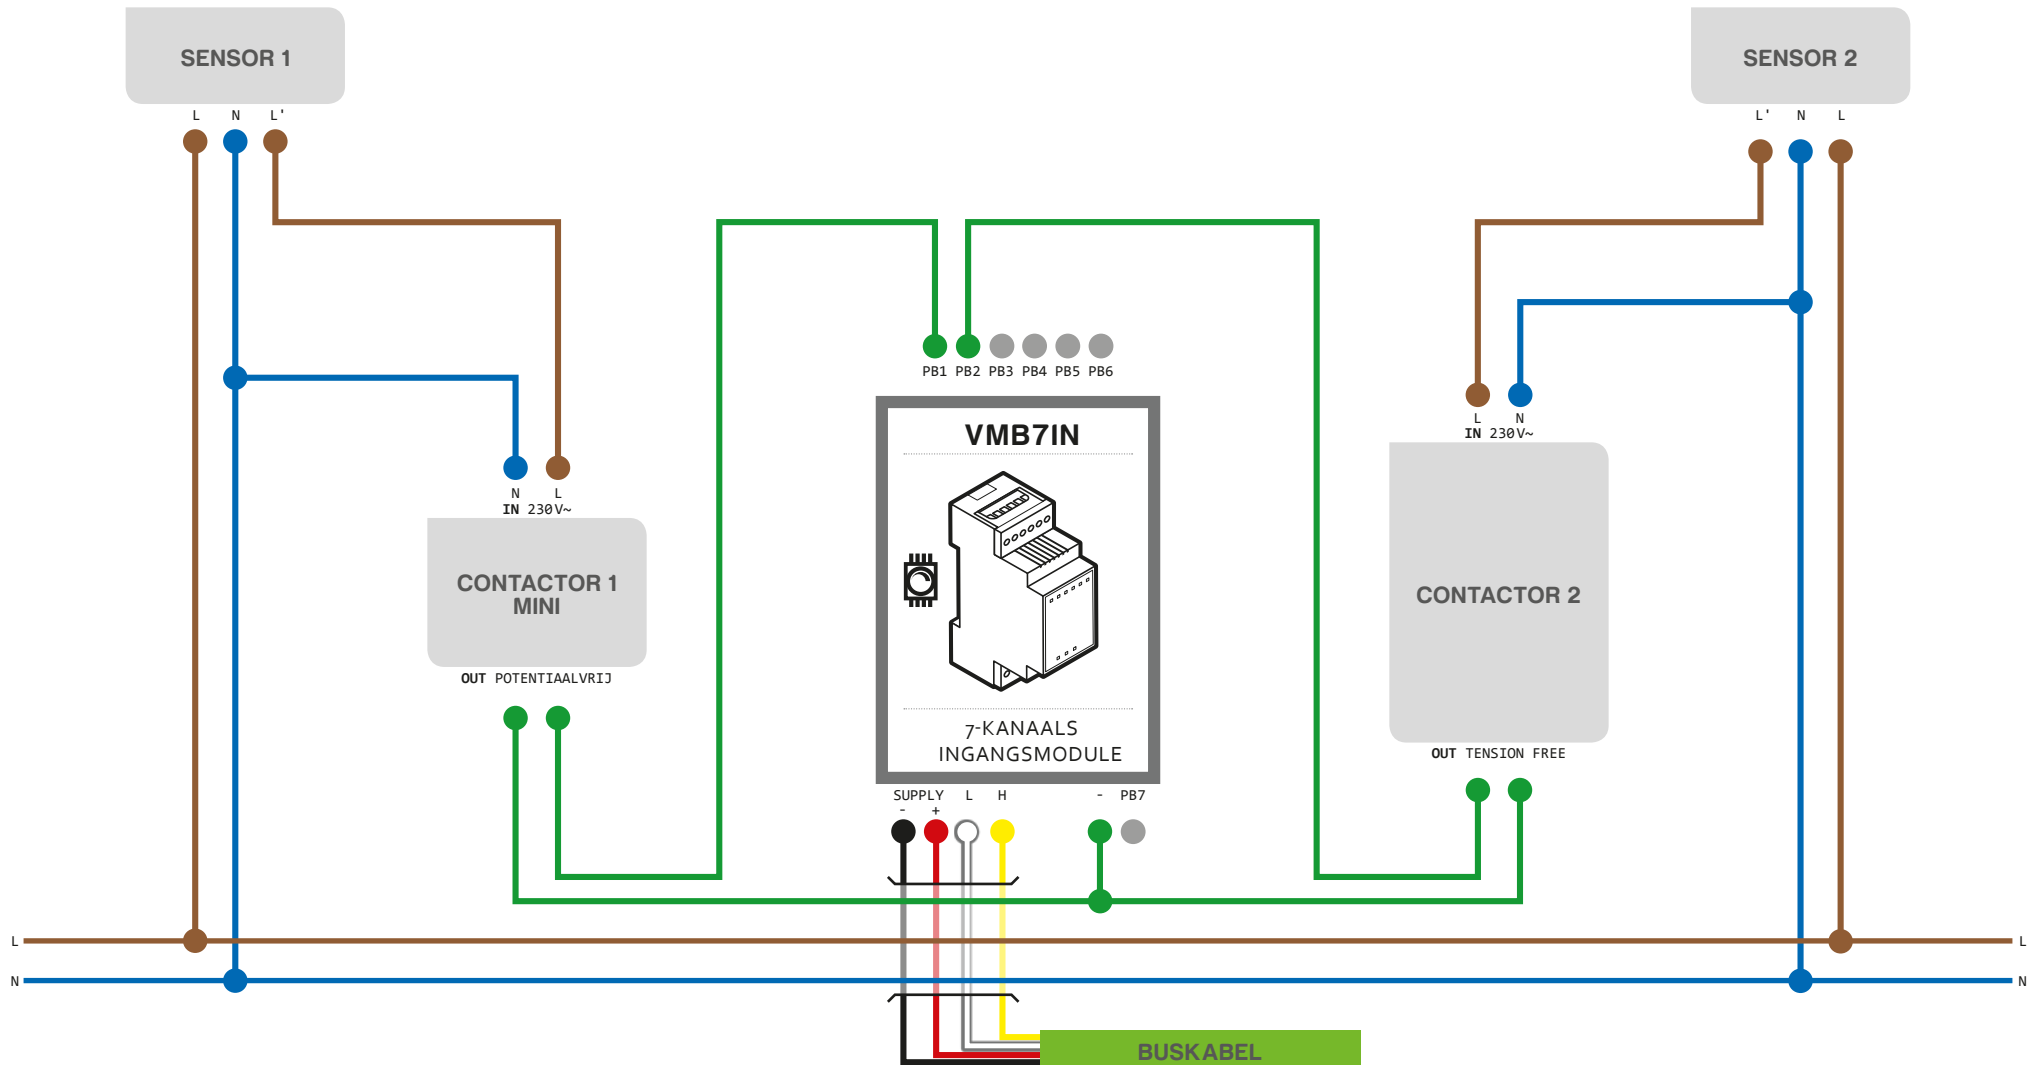 SENSOR 1
SENSOR 2
L N L'
L' N L
PB1 PB2 PB3 PB4 PB5 PB6
L N
IN 230V~
VMB7IN
N L
IN 230V~
CONTACTOR 1
MINI
CONTACTOR 2
OUT POTENTIAALVRIJ
7-KANAALS
INGANGSMODULE
OUT TENSION FREE
SUPPLY L H - PB7
- +
L L
N N
BUSKABEL